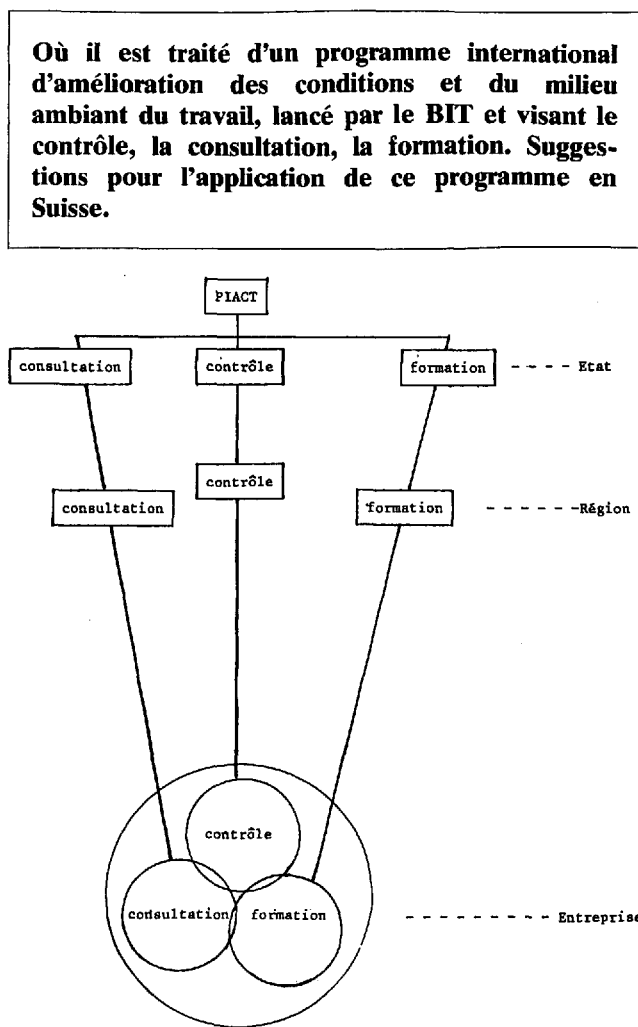 Où il est traité d'un programme international
d'amélioration des conditions et du milieu
ambiant du travail, lancé par le BIT et visant le
contrôle, la consultation, la formation. Sugges-
tions pour l'application de ce programme en
Suisse.
PIACT
consultation contrôle formation ----- Etat
contrôle
consultation formation ------- Région
contrôle
consultation formation ---------- Entreprise